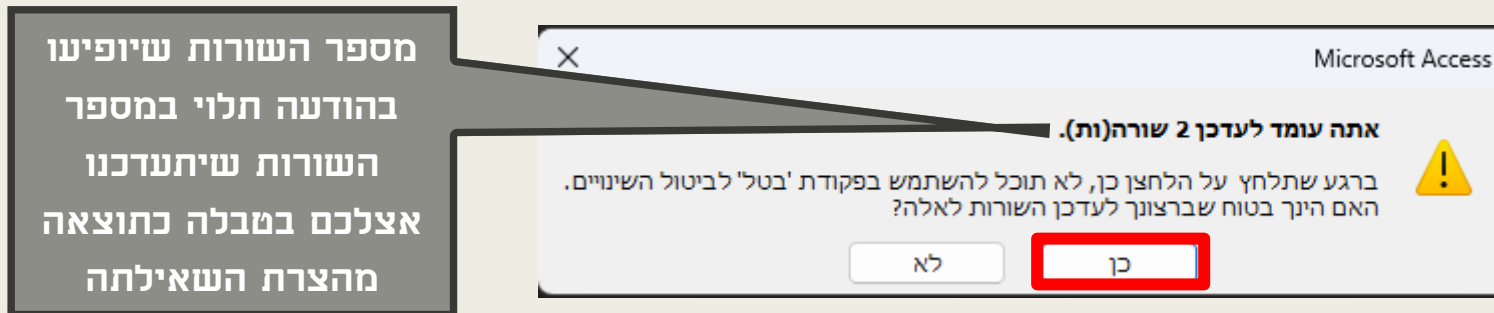 מספר השורות שיופיעו
בהודעה תלוי במספר
השורות שיתעדכנו
אצלכם בטבלה כתוצאה
מהצרת השאילתה
Microsoft Access
אתה עומד לעדכן 2 שורה(ות).
ברגע שתלחץ על הלחצן כן, לא תוכל להשתמש בפקודת 'בטל' לביטול השינויים.
האם הינך בטוח שברצונך לעדכן השורות לאלה?
כן
לא